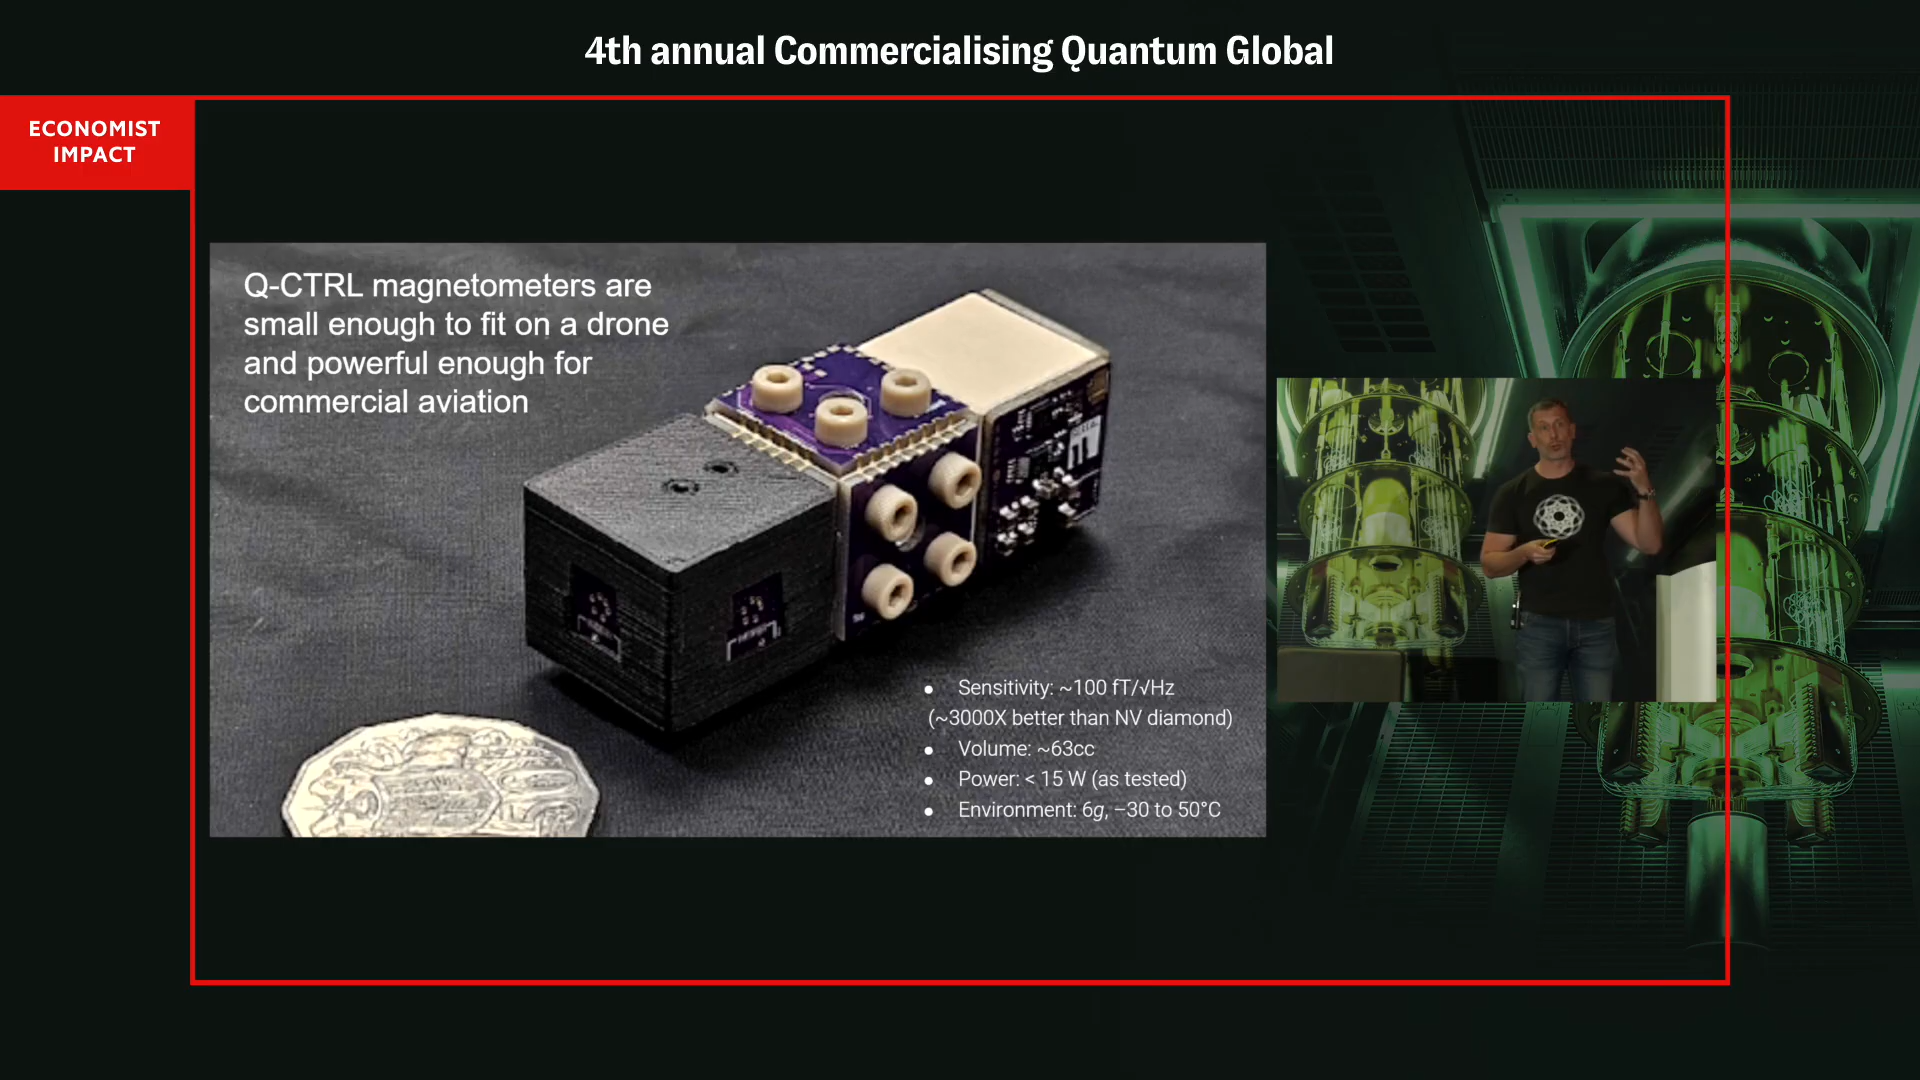 4th annual Commercialising Quantum Global
ECONOMIST
IMPACT
Q-CTRL magnetometers are
small enough to fit on a drone
and powerful enough for
commercial aviation
• Sensitivity: ~100 fT/√Hz
(~3000X better than NV diamond)
• Volume: ~63cc
• Power: < 15 W (as tested)
• Environment: 6g, –30 to 50°C